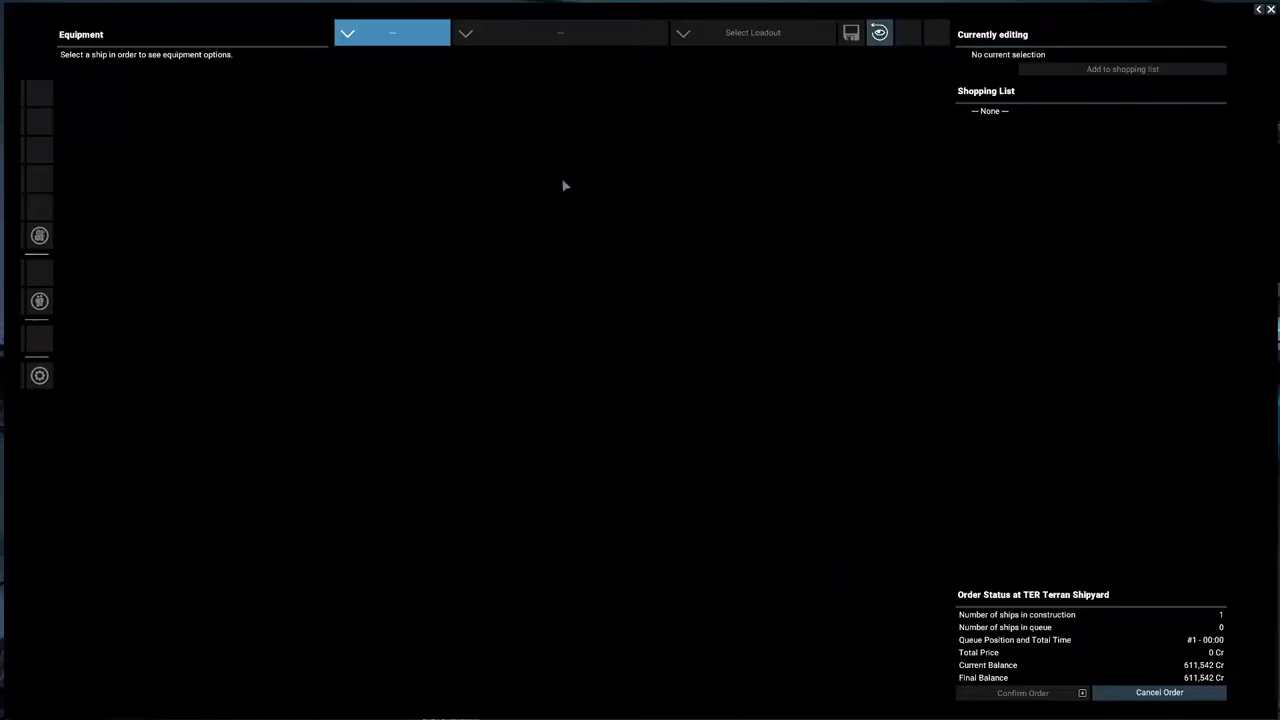 Equipment
Select a ship in order to see equipment options.
--
--
Select Loadout
Currently editing
No current selection
Add to shopping list
Shopping List
— None —
Order Status at TER Terran Shipyard
Number of ships in construction 1
Number of ships in queue 0
Queue Position and Total Time #1 - 00:00
Total Price 0 Cr
Current Balance 611,542 Cr
Final Balance 611,542 Cr
Confirm Order
Cancel Order